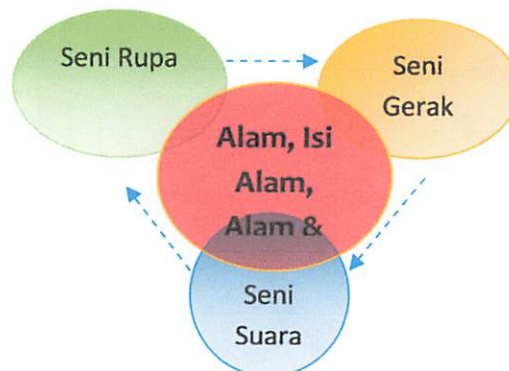 Seni Rupa
Seni
Gerak
Alam, Isi
Alam,
Alam &
Seni
Suara